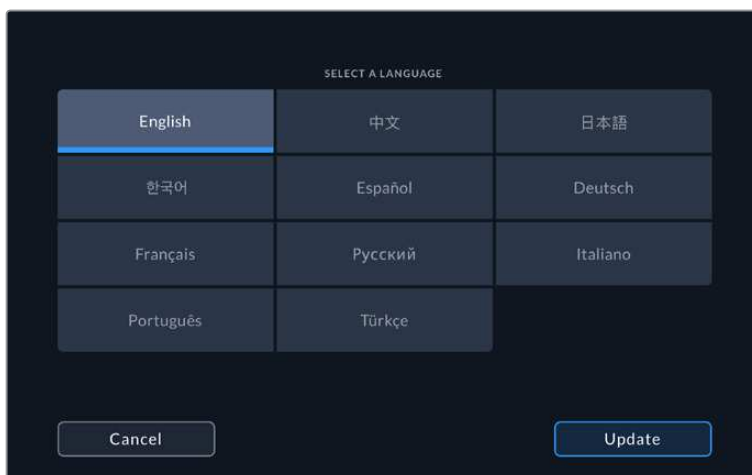 SELECT A LANGUAGE
English 中文 日本語
한국어 Español Deutsch
Français Русский Italiano
Português Türkçe
Cancel Update